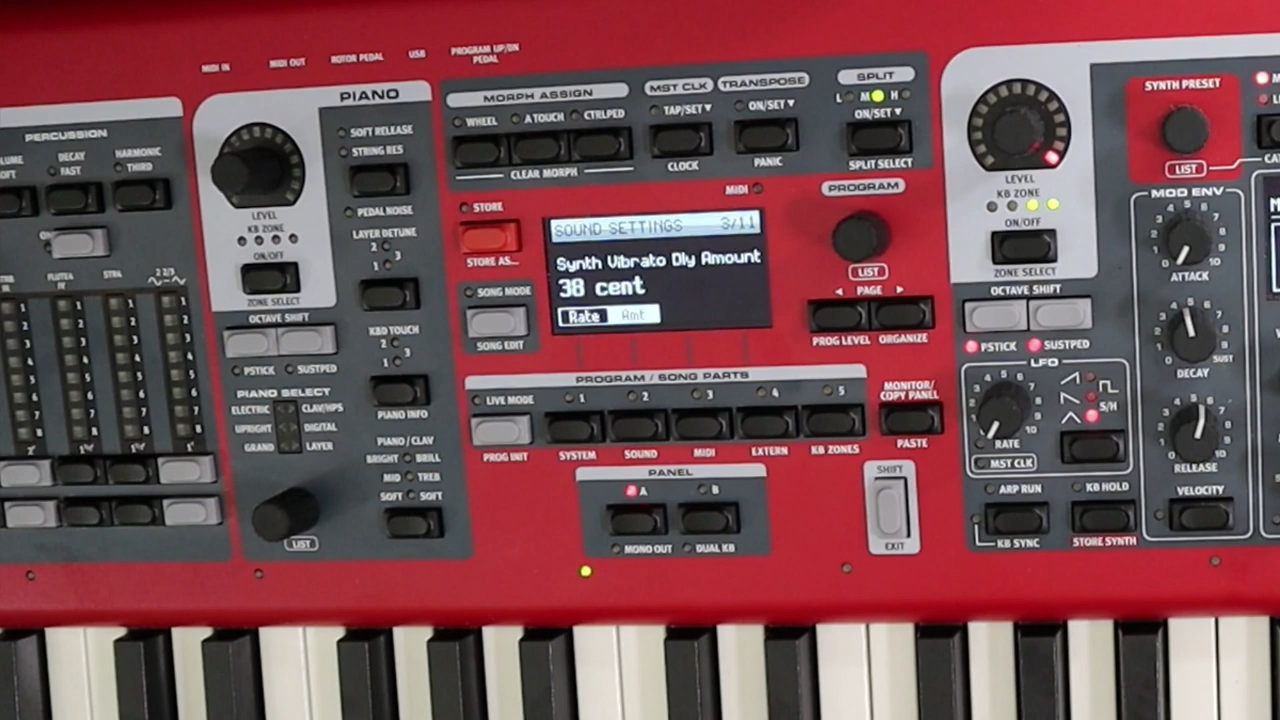 MIDI IN
MIDI OUT
ROTOR PEDAL
USB
PROGRAM UP/DN
PEDAL
PERCUSSION
DECAY
FAST
HARMONIC
THIRD
PIANO
LEVEL
KB ZONE
ON/OFF
ZONE SELECT
OCTAVE SHIFT
PSTICK
SUSTPED
PIANO SELECT
ELECTRIC
CLAV/HPS
UPRIGHT
DIGITAL
GRAND
LAYER
LIST
SOFT RELEASE
STRING RES
PEDAL NOISE
LAYER DETUNE
2
3
1
KBD TOUCH
2
3
1
PIANO INFO
PIANO/CLAV
BRIGHT
BRILL
MID
TREB
SOFT
SOFT
MORPH ASSIGN
WHEEL
A TOUCH
CTRLPED
CLEAR MORPH
MST CLK
TAP/SET
CLOCK
TRANSPOSE
ON/SET
PANIC
SPLIT
L M H
ON/SET
SPLIT SELECT
MIDI
STORE
STORE AS...
SONG MODE
SONG EDIT
SOUND SETTINGS 3/11
Synth Vibrato Dly Amount
38 cent
Rate Amt
PROGRAM
LIST
PAGE
PROG LEVEL
ORGANIZE
PROGRAM / SONG PARTS
LIVE MODE
1
2
3
4
5
PROG INIT
SYSTEM
SOUND
MIDI
EXTERN
KB ZONES
MONITOR/
COPY PANEL
PASTE
PANEL
A
B
MONO OUT
DUAL KB
SHIFT
EXIT
LEVEL
KB ZONE
ON/OFF
ZONE SELECT
OCTAVE SHIFT
PSTICK
SUSTPED
LFO
RATE
MST CLK
S/H
ARP RUN
KB HOLD
KB SYNC
STORE SYNTH
SYNTH PRESET
LIST
MOD ENV
ATTACK
DECAY
SUST
RELEASE
VELOCITY